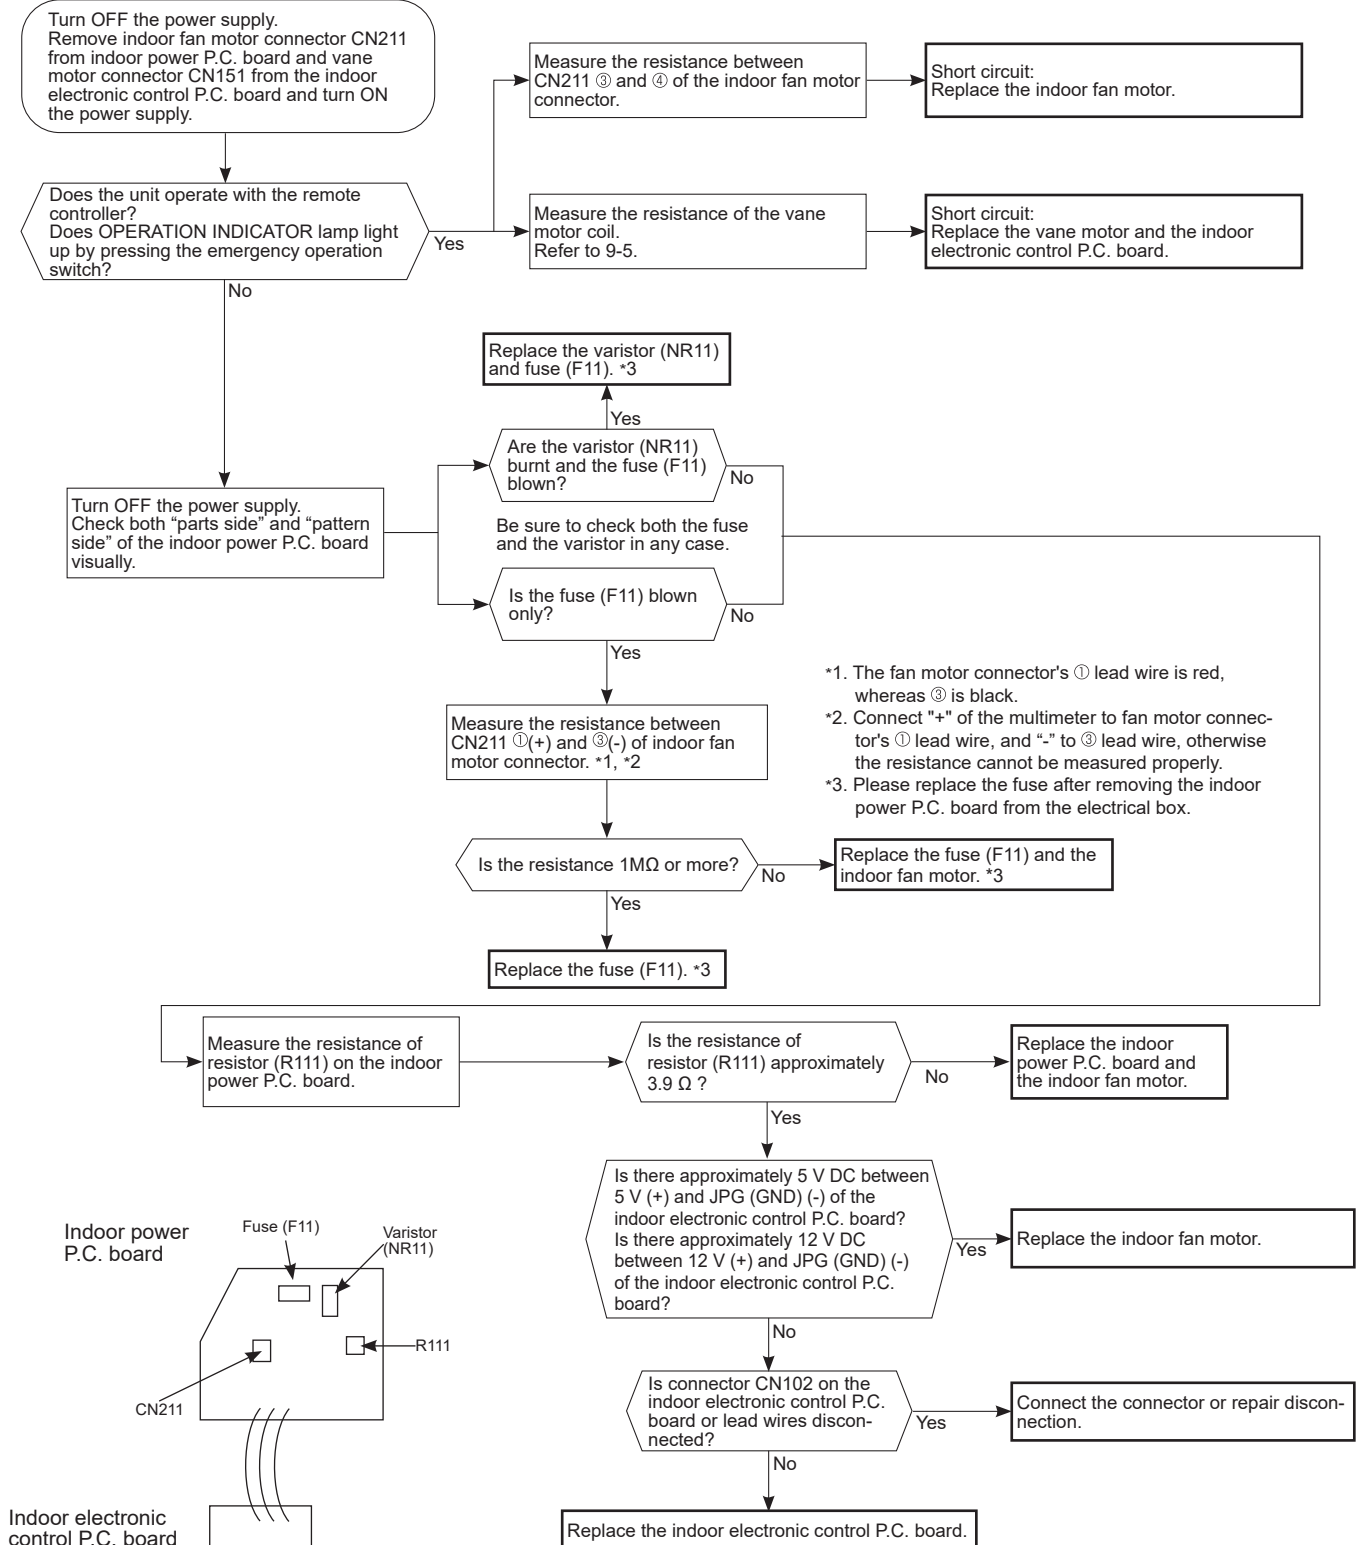 Turn OFF the power supply.
Remove indoor fan motor connector CN211
from indoor power P.C. board and vane
motor connector CN151 from the indoor
electronic control P.C. board and turn ON
the power supply.
Measure the resistance between
CN211 ③ and ④ of the indoor fan motor
connector.
Short circuit:
Replace the indoor fan motor.
Does the unit operate with the remote
controller?
Does OPERATION INDICATOR lamp light
up by pressing the emergency operation
switch?
Yes
Measure the resistance of the vane
motor coil.
Refer to 9-5.
Short circuit:
Replace the vane motor and the indoor
electronic control P.C. board.
No
Replace the varistor (NR11)
and fuse (F11). *3
Yes
Are the varistor (NR11)
burnt and the fuse (F11)
blown?
No
Turn OFF the power supply.
Check both “parts side” and “pattern
side” of the indoor power P.C. board
visually.
Be sure to check both the fuse
and the varistor in any case.
Is the fuse (F11) blown
only?
No
Yes
*1. The fan motor connector's ① lead wire is red,
whereas ③ is black.
*2. Connect "+" of the multimeter to fan motor connec-
tor's ① lead wire, and “-” to ③ lead wire, otherwise
the resistance cannot be measured properly.
*3. Please replace the fuse after removing the indoor
power P.C. board from the electrical box.
Measure the resistance between
CN211 ①(+) and ③(-) of indoor fan
motor connector. *1, *2
Is the resistance 1MΩ or more?
No
Replace the fuse (F11) and the
indoor fan motor. *3
Yes
Replace the fuse (F11). *3
Measure the resistance of
resistor (R111) on the indoor
power P.C. board.
Is the resistance of
resistor (R111) approximately
3.9 Ω ?
No
Replace the indoor
power P.C. board and
the indoor fan motor.
Yes
Is there approximately 5 V DC between
5 V (+) and JPG (GND) (-) of the
indoor electronic control P.C. board?
Is there approximately 12 V DC
between 12 V (+) and JPG (GND) (-)
of the indoor electronic control P.C.
board?
Yes
Replace the indoor fan motor.
No
Is connector CN102 on the
indoor electronic control P.C.
board or lead wires discon-
nected?
Yes
Connect the connector or repair discon-
nection.
No
Replace the indoor electronic control P.C. board.
Indoor power
P.C. board
Fuse (F11)
Varistor
(NR11)
R111
CN211
Indoor electronic
control P.C. board